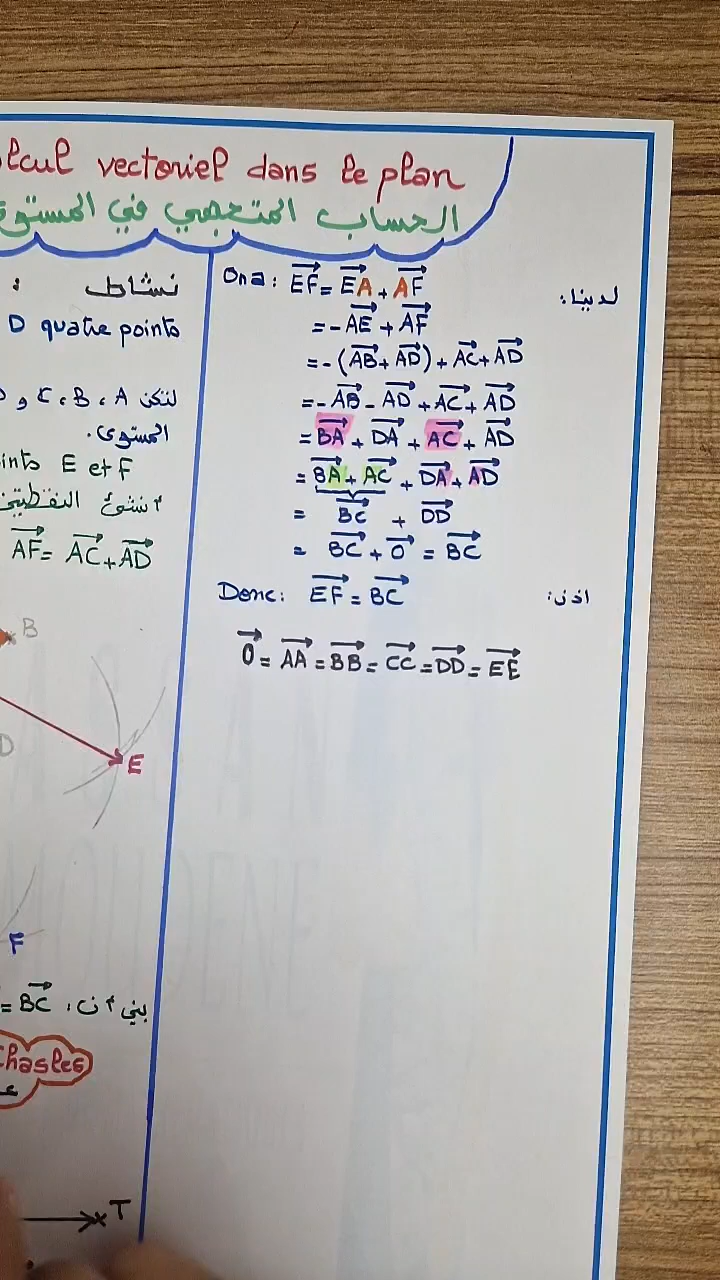 lcul vectoriel dans le plan
الحساب المتجهي في المستوى
نشاط :
D quatre points
لتكن A ، B ، C و D
المستوى.
ints E et F
أنشئ النقطتين
AF⃗ = AC⃗ + AD⃗
B
D
E
F
= BC⃗ : بين أن
Chasles
T
On a : EF⃗ = EA⃗ + AF⃗ لدينا:
= - AE⃗ + AF⃗
= - (AB⃗ + AD⃗) + AC⃗ + AD⃗
= - AB⃗ - AD⃗ + AC⃗ + AD⃗
= BA⃗ + DA⃗ + AC⃗ + AD⃗
= BA⃗ + AC⃗ + DA⃗ + AD⃗
= BC⃗ + DD⃗
= BC⃗ + 0⃗ = BC⃗
Donc : EF⃗ = BC⃗ اذن:
0⃗ = AA⃗ = BB⃗ = CC⃗ = DD⃗ = EE⃗